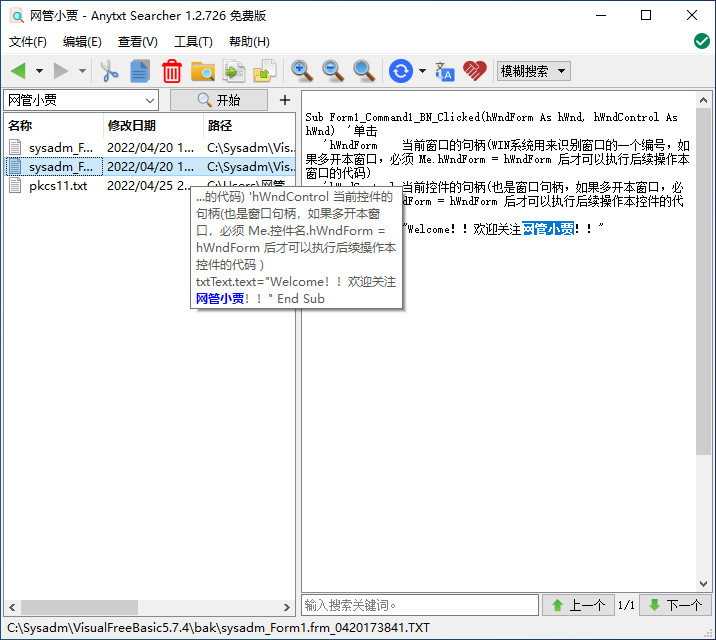 网管小贾 - Anytxt Searcher 1.2.726 免费版
文件(F) 编辑(E) 查看(V) 工具(T) 帮助(H)
模糊搜索
网管小贾
开始
名称 修改日期 路径
sysadm_F... 2022/04/20 1... C:\Sysadm\Vis...
sysadm_F... 2022/04/20 1... C:\Sysadm\Vis...
pkcs11.txt 2022/04/25 2... C:\Users\网管...
...的代码) 'hWndControl 当前控件的
句柄(也是窗口句柄，如果多开本窗
口，必须 Me.控件名.hWndForm =
hWndForm 后才可以执行后续操作本
控件的代码 )
txtText.text="Welcome！！欢迎关注
网管小贾！！" End Sub
Sub Form1_Command1_BN_Clicked(hWndForm As hWnd, hWndControl As
hWnd) '单击
'hWndForm 当前窗口的句柄(WIN系统用来识别窗口的一个编号，如
果多开本窗口，必须 Me.hWndForm = hWndForm 后才可以执行后续操作本
窗口的代码)
'hWndControl 当前控件的句柄(也是窗口句柄，如果多开本窗口，必
dForm = hWndForm 后才可以执行后续操作本控件的代
"Welcome！！欢迎关注网管小贾！！"
输入搜索关键词。
上一个 1/1 下一个
C:\Sysadm\VisualFreeBasic5.7.4\bak\sysadm_Form1.frm_0420173841.TXT